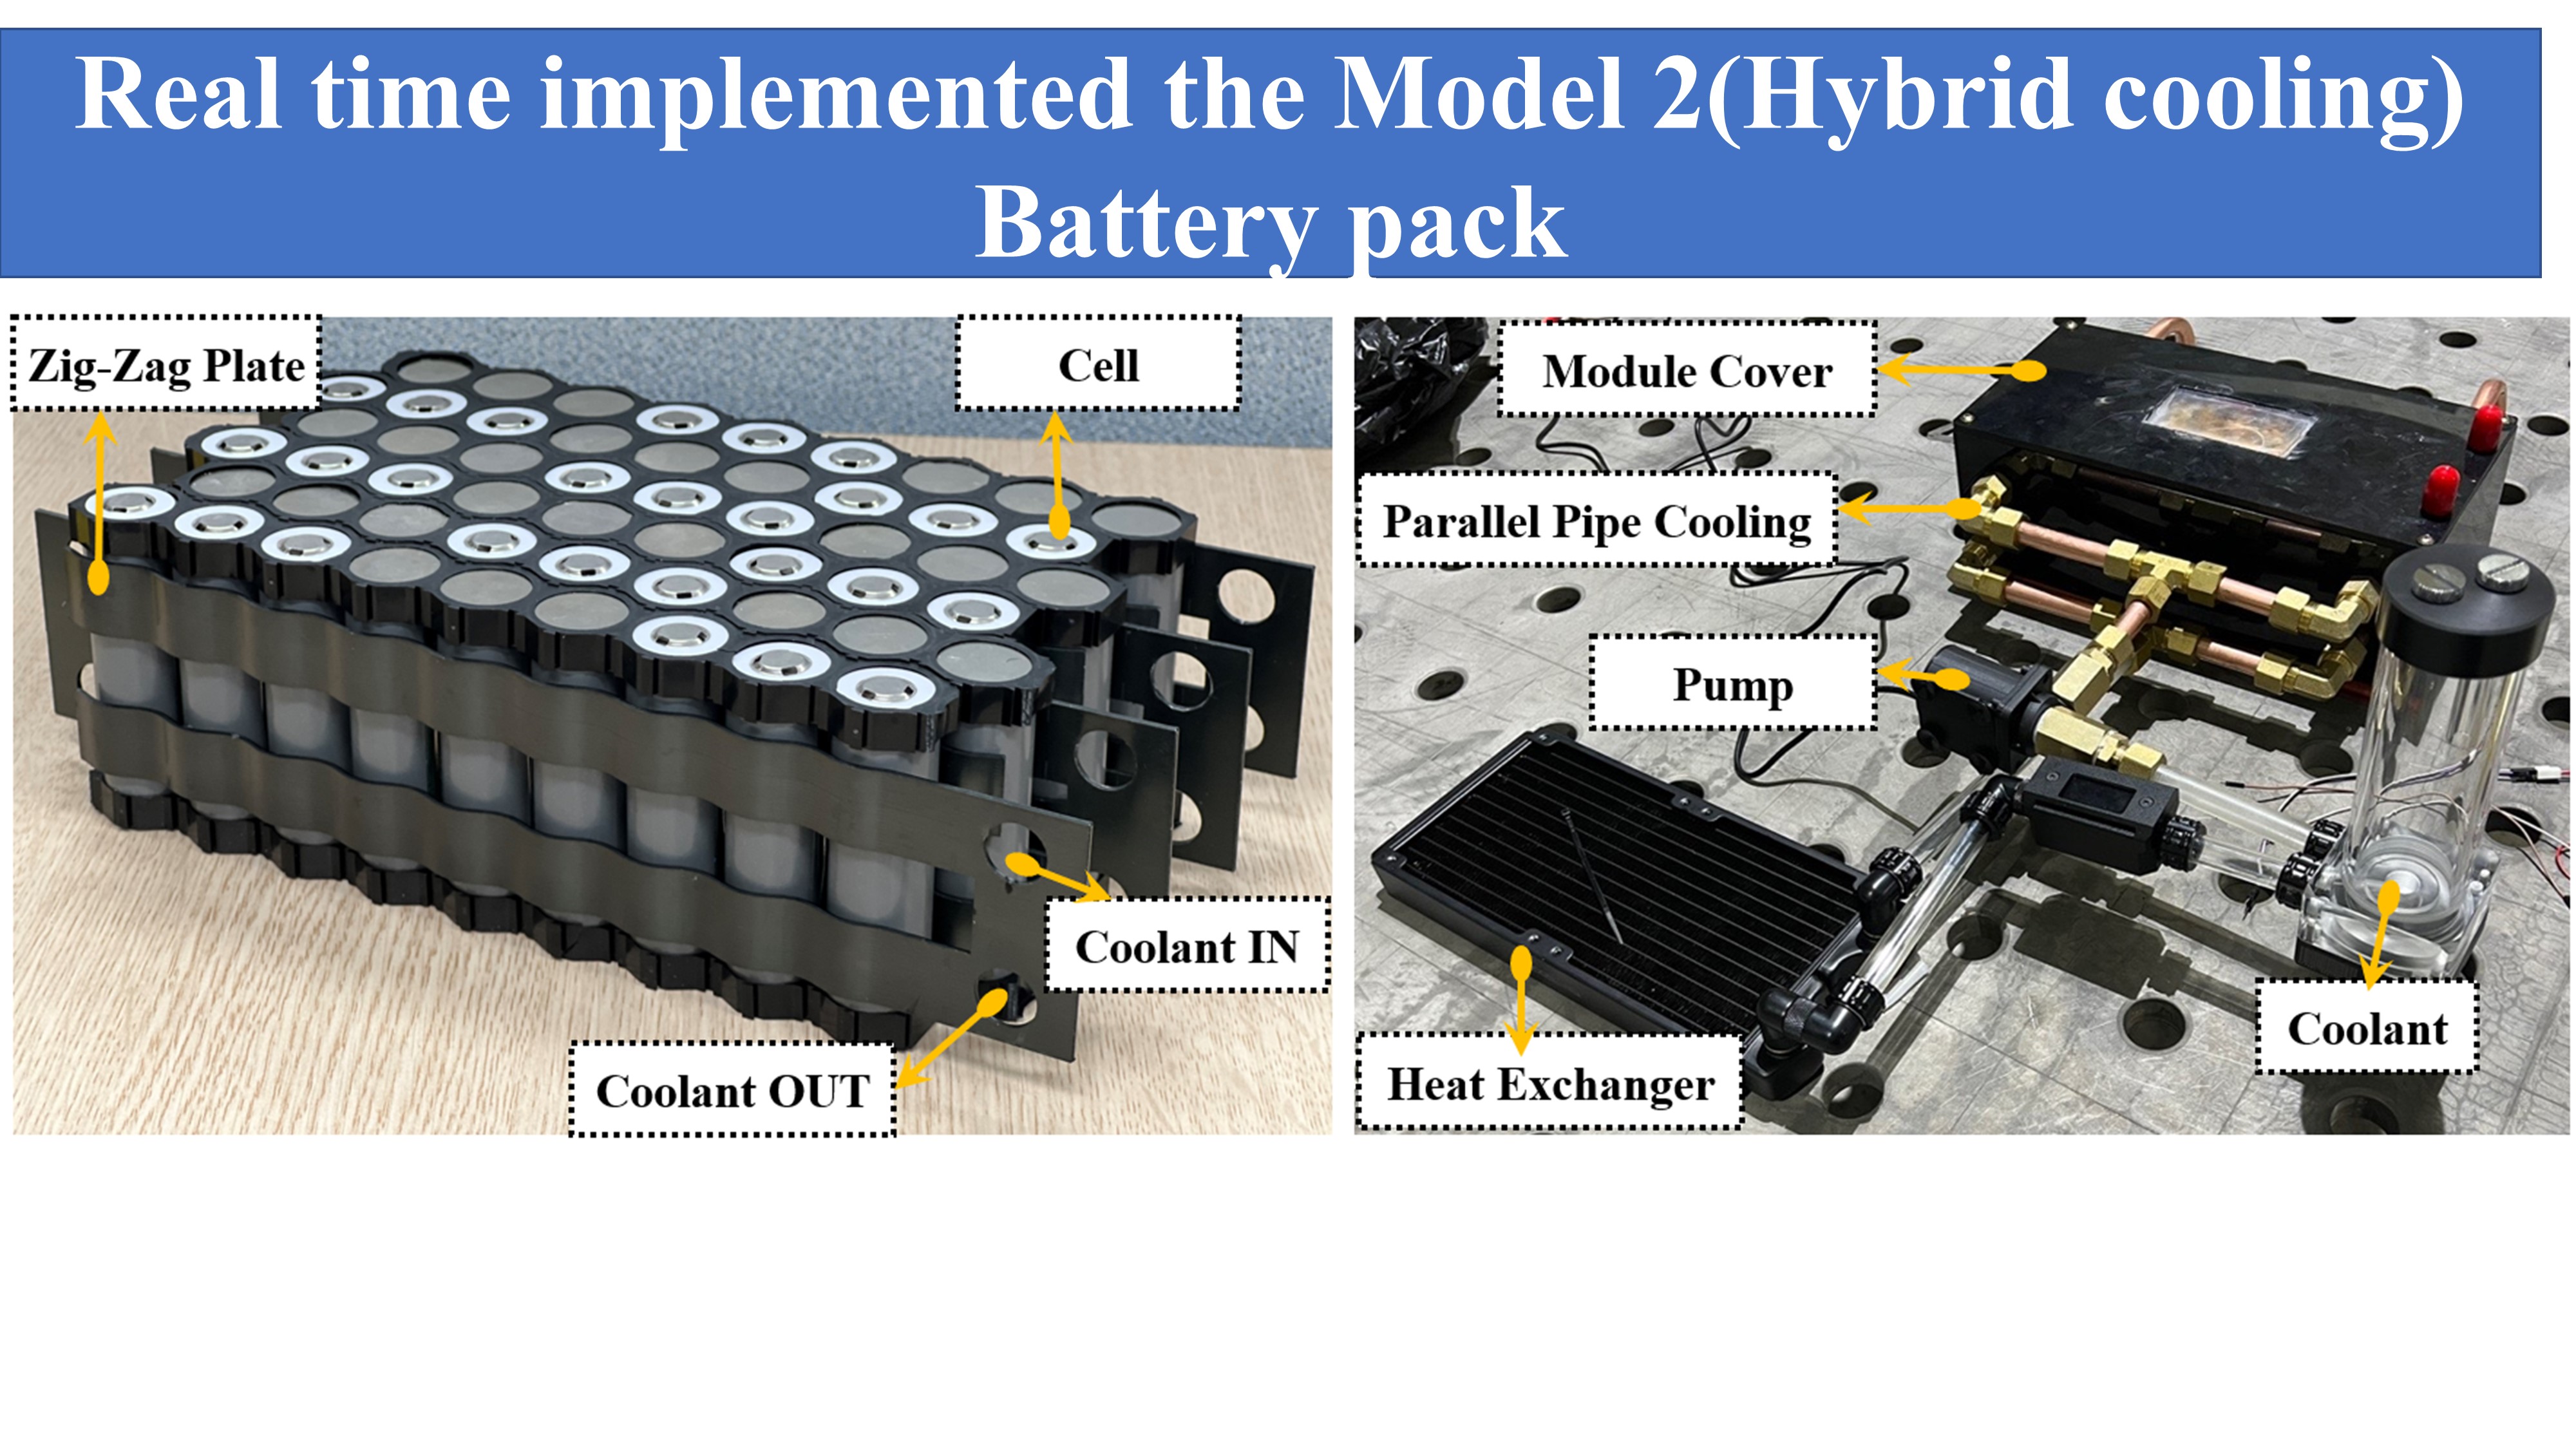 Real time implemented the Model 2(Hybrid cooling)
Battery pack
Zig-Zag Plate
Cell
Coolant IN
Coolant OUT
Module Cover
Parallel Pipe Cooling
Pump
Heat Exchanger
Coolant